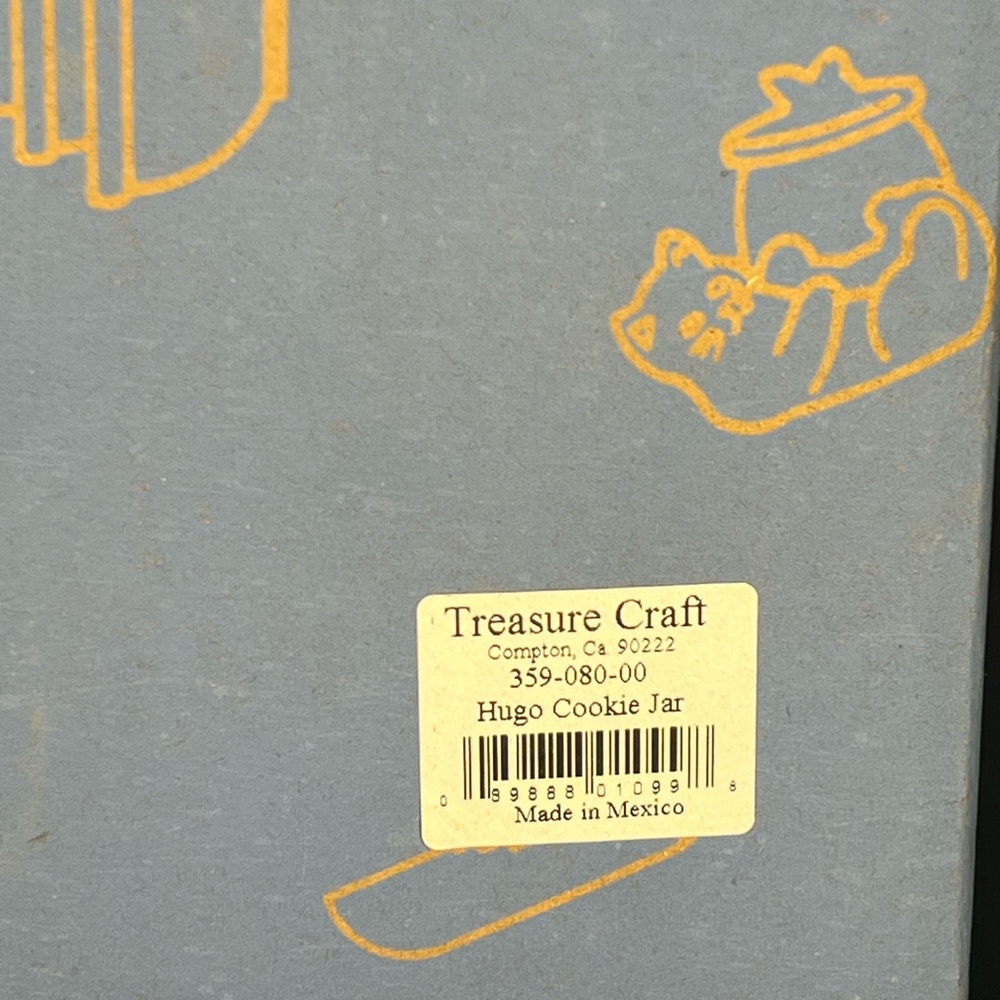 Treasure Craft
Compton, Ca. 90222
359-080-00
Hugo Cookie Jar
0 89888 01099 8
Made in Mexico